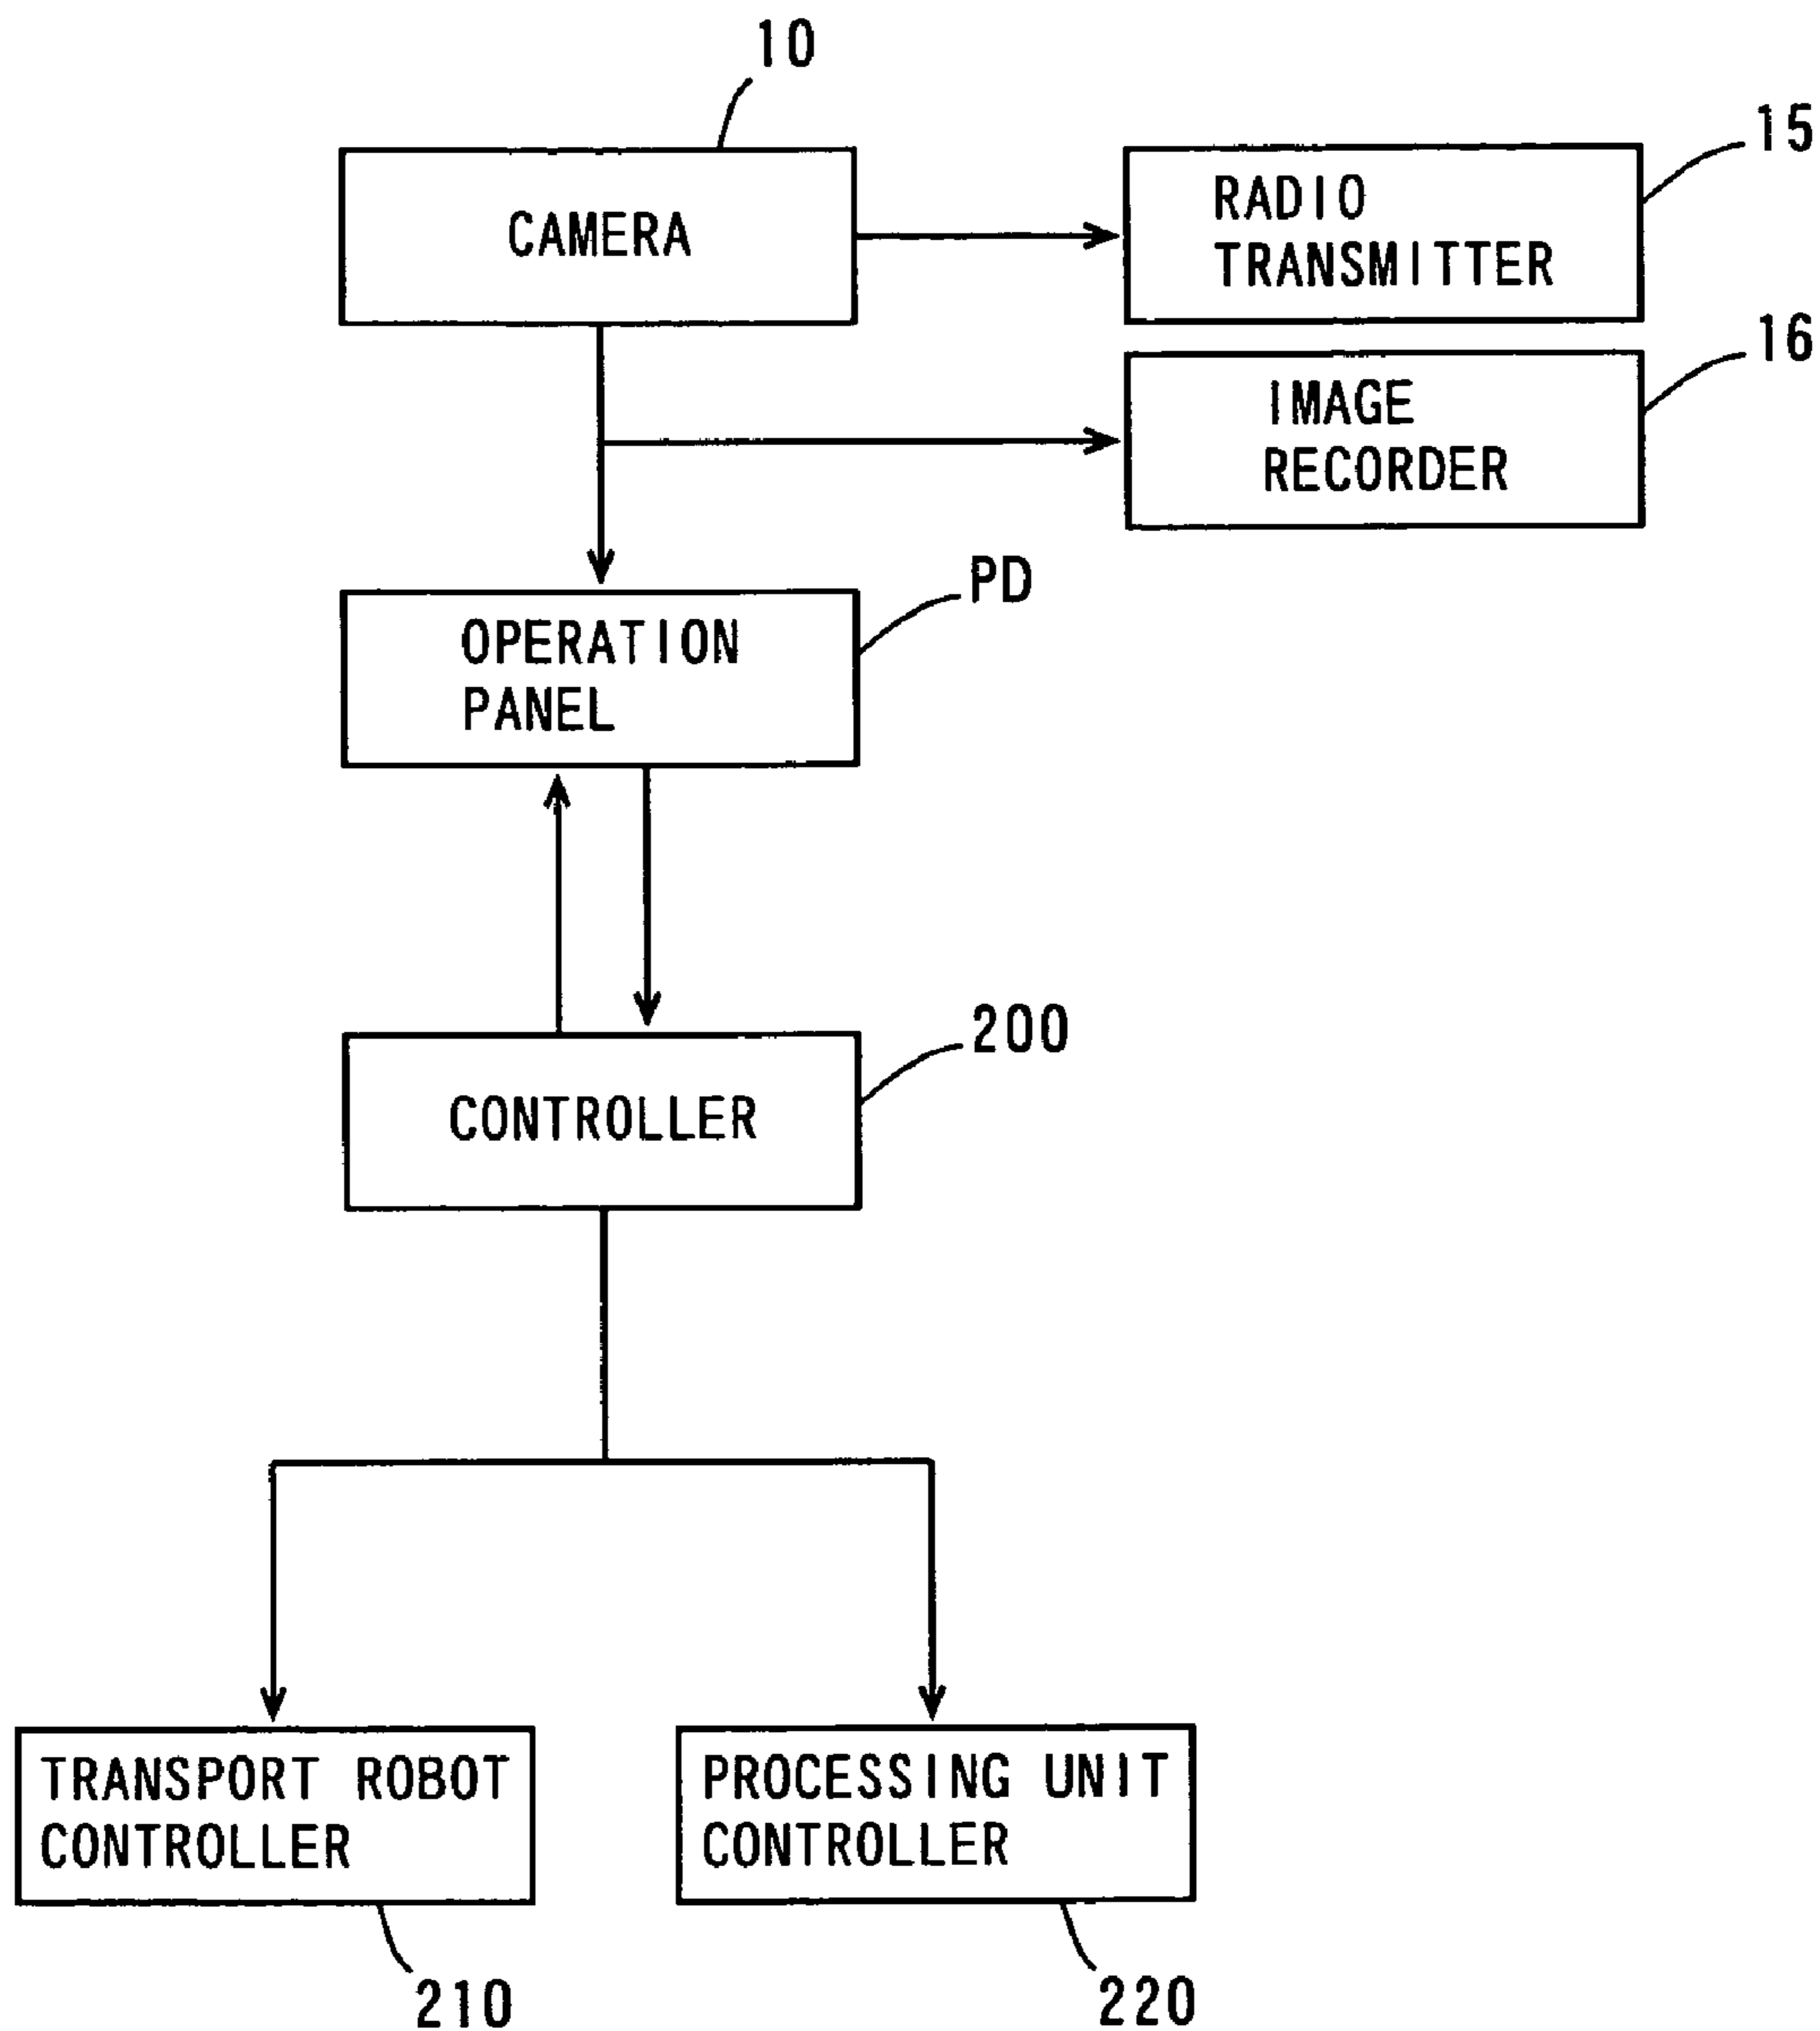 10
CAMERA
15
RADIO
TRANSMITTER
16
IMAGE
RECORDER
PD
OPERATION
PANEL
200
CONTROLLER
TRANSPORT ROBOT
CONTROLLER
210
PROCESSING UNIT
CONTROLLER
220